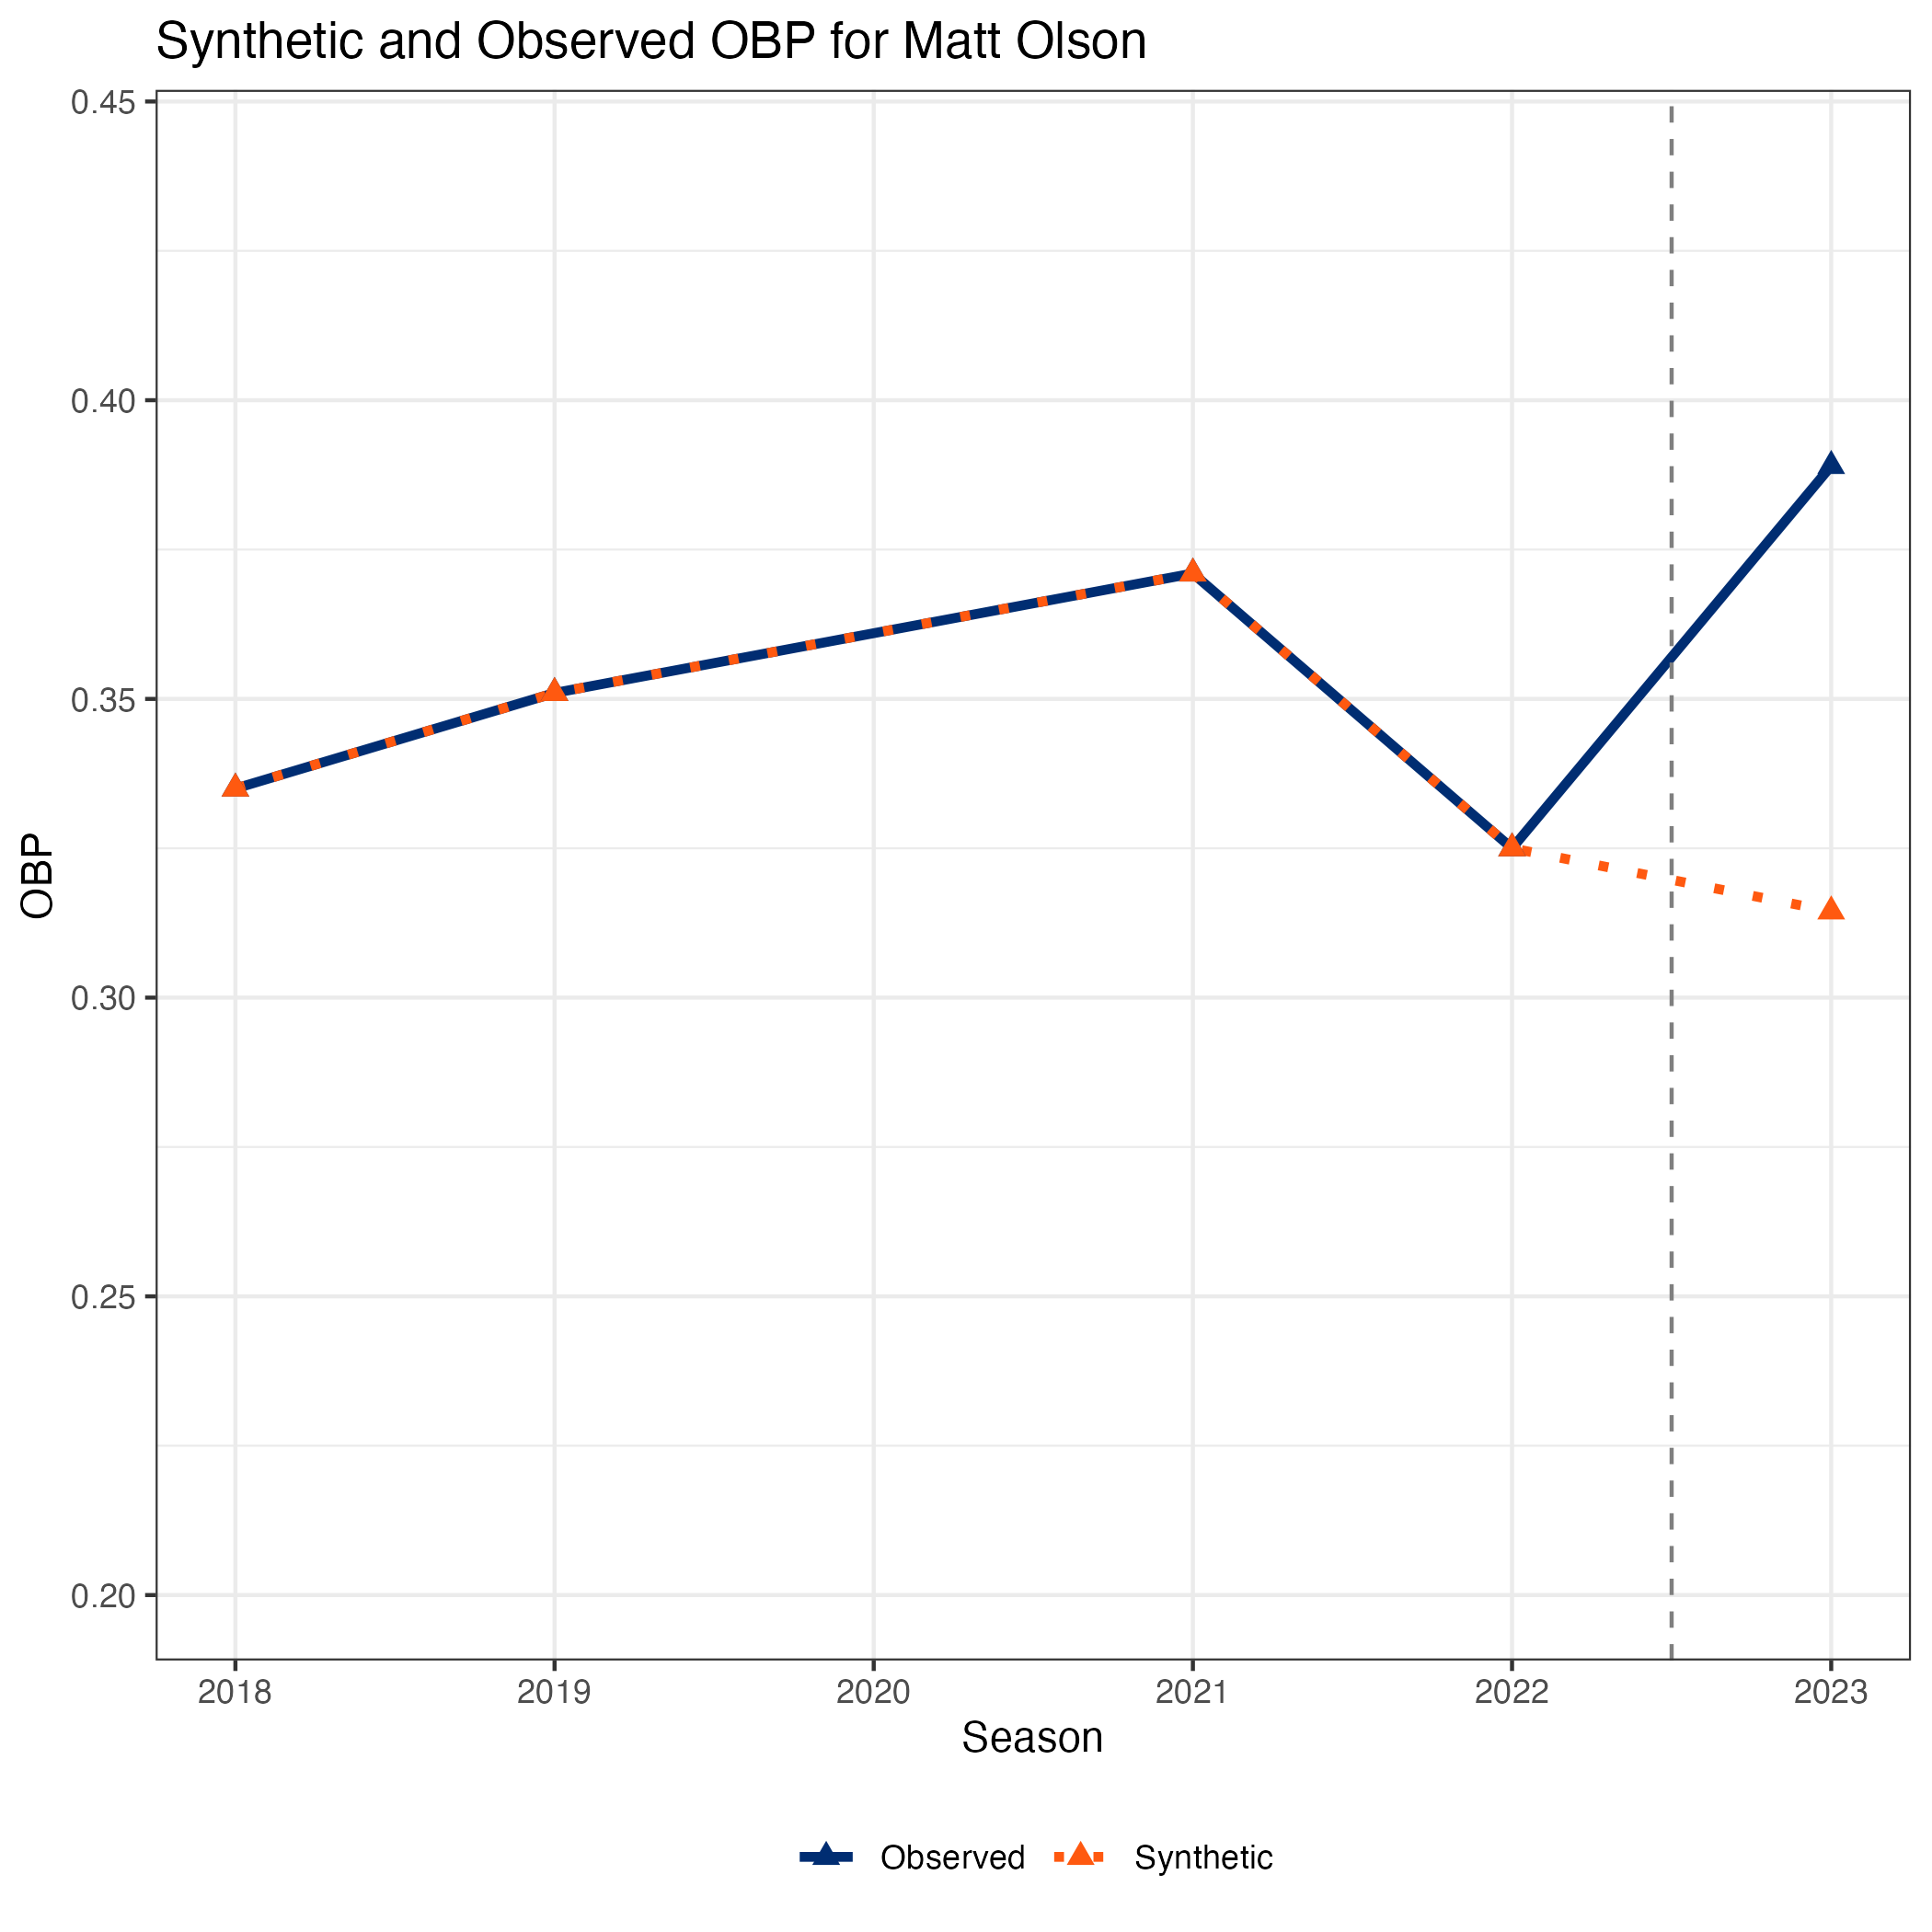 Synthetic and Observed OBP for Matt Olson
0.45
0.40
0.35
0.30
0.25
0.20
OBP
2018 2019 2020 2021 2022 2023
Season
Observed Synthetic